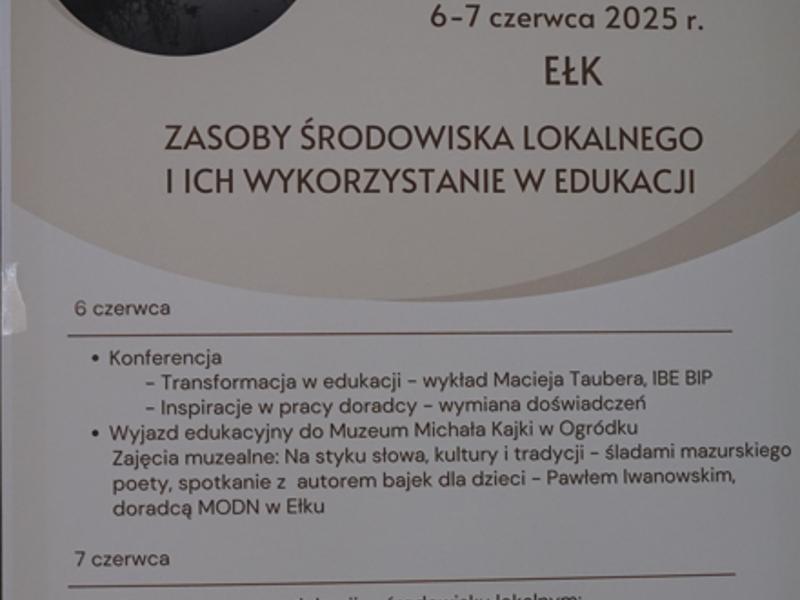 6-7 czerwca 2025 r.
EŁK
ZASOBY ŚRODOWISKA LOKALNEGO
I ICH WYKORZYSTANIE W EDUKACJI
6 czerwca
• Konferencja
- Transformacja w edukacji - wykład Macieja Taubera, IBE BIP
- Inspiracje w pracy doradcy - wymiana doświadczeń
• Wyjazd edukacyjny do Muzeum Michała Kajki w Ogródku
Zajęcia muzealne: Na styku słowa, kultury i tradycji - śladami mazurskiego
poety, spotkanie z autorem bajek dla dzieci - Pawłem Iwanowskim,
doradcą MODN w Ełku
7 czerwca
środowisku lokalnym: